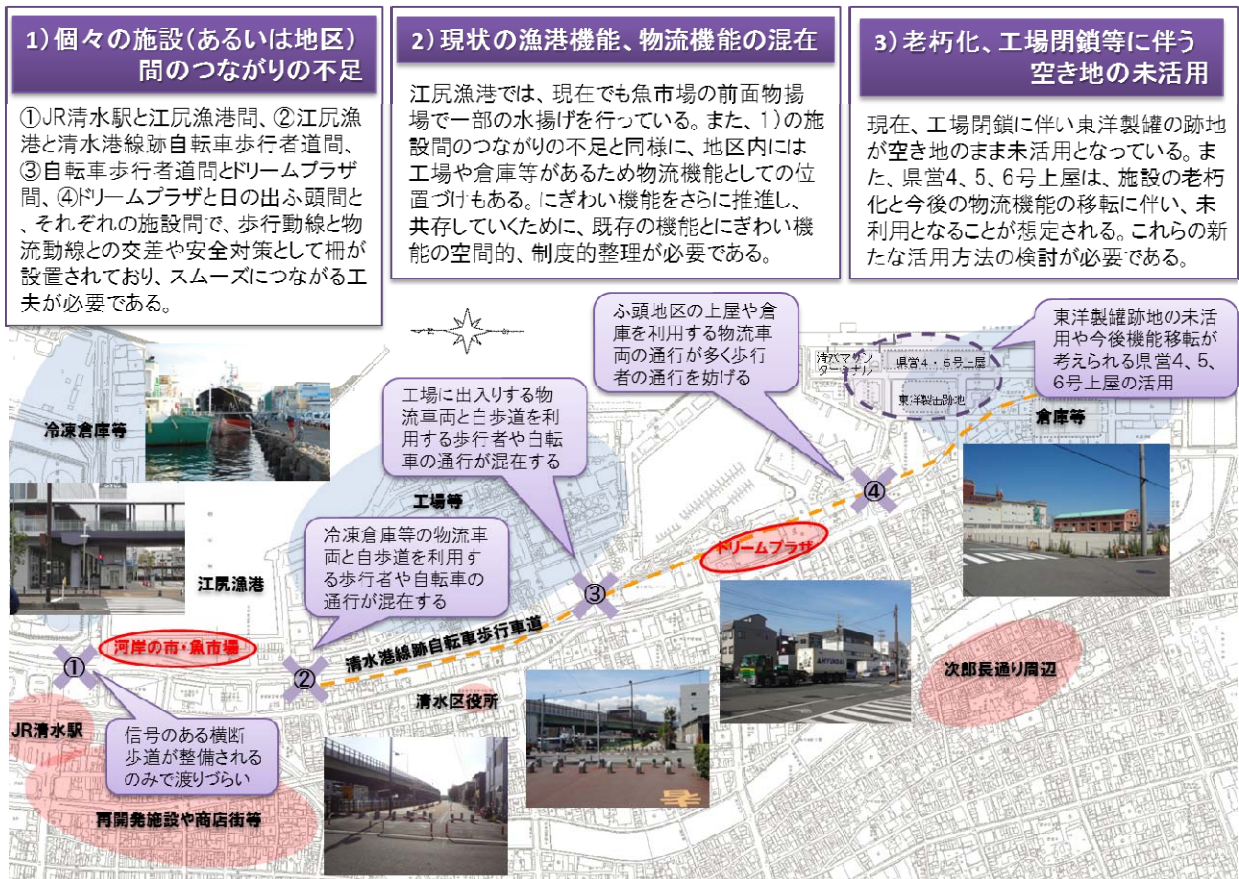 1)個々の施設(あるいは地区)
間のつながりの不足
①JR清水駅と江尻漁港間、②江尻漁
港と清水港線跡自転車歩行者道間、
③自転車歩行者道間とドリームプラザ
間、④ドリームプラザと日の出ふ頭間と
、それぞれの施設間で、歩行動線と物
流動線との交差や安全対策として柵が
設置されており、スムーズにつながる工
夫が必要である。
2)現状の漁港機能、物流機能の混在
江尻漁港では、現在でも魚市場の前面物揚
場で一部の水揚げを行っている。また、1)の施
設間のつながりの不足と同様に、地区内には
工場や倉庫等があるため物流機能としての位
置づけもある。にぎわい機能をさらに推進し、
共存していくために、既存の機能とにぎわい機
能の空間的、制度的整理が必要である。
3)老朽化、工場閉鎖等に伴う
空き地の未活用
現在、工場閉鎖に伴い東洋製罐の跡地
が空き地のまま未活用となっている。ま
た、県営4、5、6号上屋は、施設の老朽
化と今後の物流機能の移転に伴い、未
利用となることが想定される。これらの新
たな活用方法の検討が必要である。
ふ頭地区の上屋や倉
庫を利用する物流車
両の通行が多く歩行
者の通行を妨げる
東洋製罐跡地の未活
用や今後機能移転が
考えられる県営4、5、
6号上屋の活用
清水マリン
ターミナル
県営4・5号上屋
東洋製缶跡地
倉庫等
冷凍倉庫等
工場に出入りする物
流車両と自歩道を利
用する歩行者や自転
車の通行が混在する
工場等
④
ドリームプラザ
冷凍倉庫等の物流車
両と自歩道を利用す
る歩行者や自転車の
通行が混在する
江尻漁港
③
清水港線跡自転車歩行車道
河岸の市・魚市場
①
②
清水区役所
次郎長通り周辺
JR清水駅
信号のある横断
歩道が整備される
のみで渡りづらい
再開発施設や商店街等